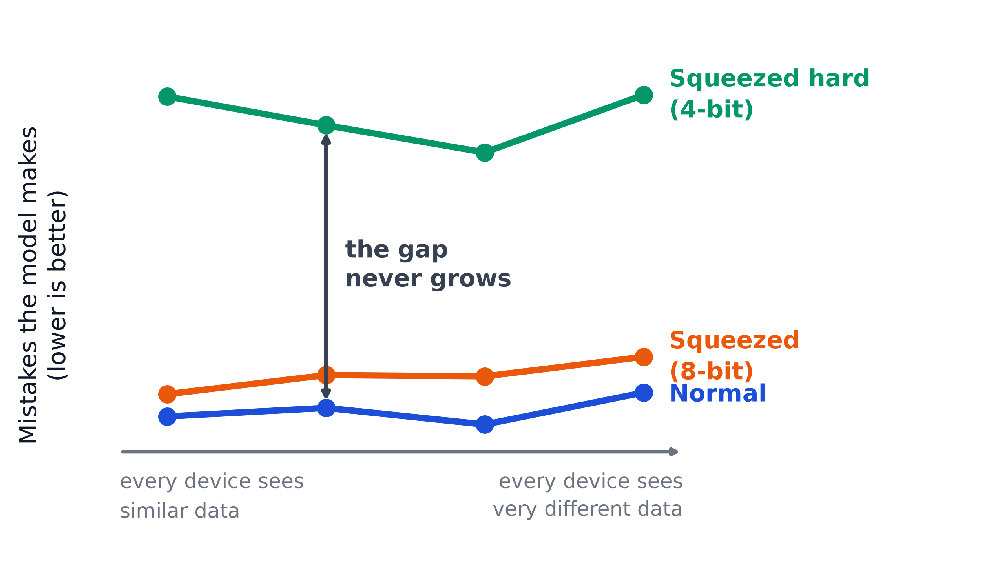 Mistakes the model makes
(lower is better)
Squeezed hard
(4-bit)
the gap
never grows
Squeezed
(8-bit)
Normal
every device sees
similar data
every device sees
very different data